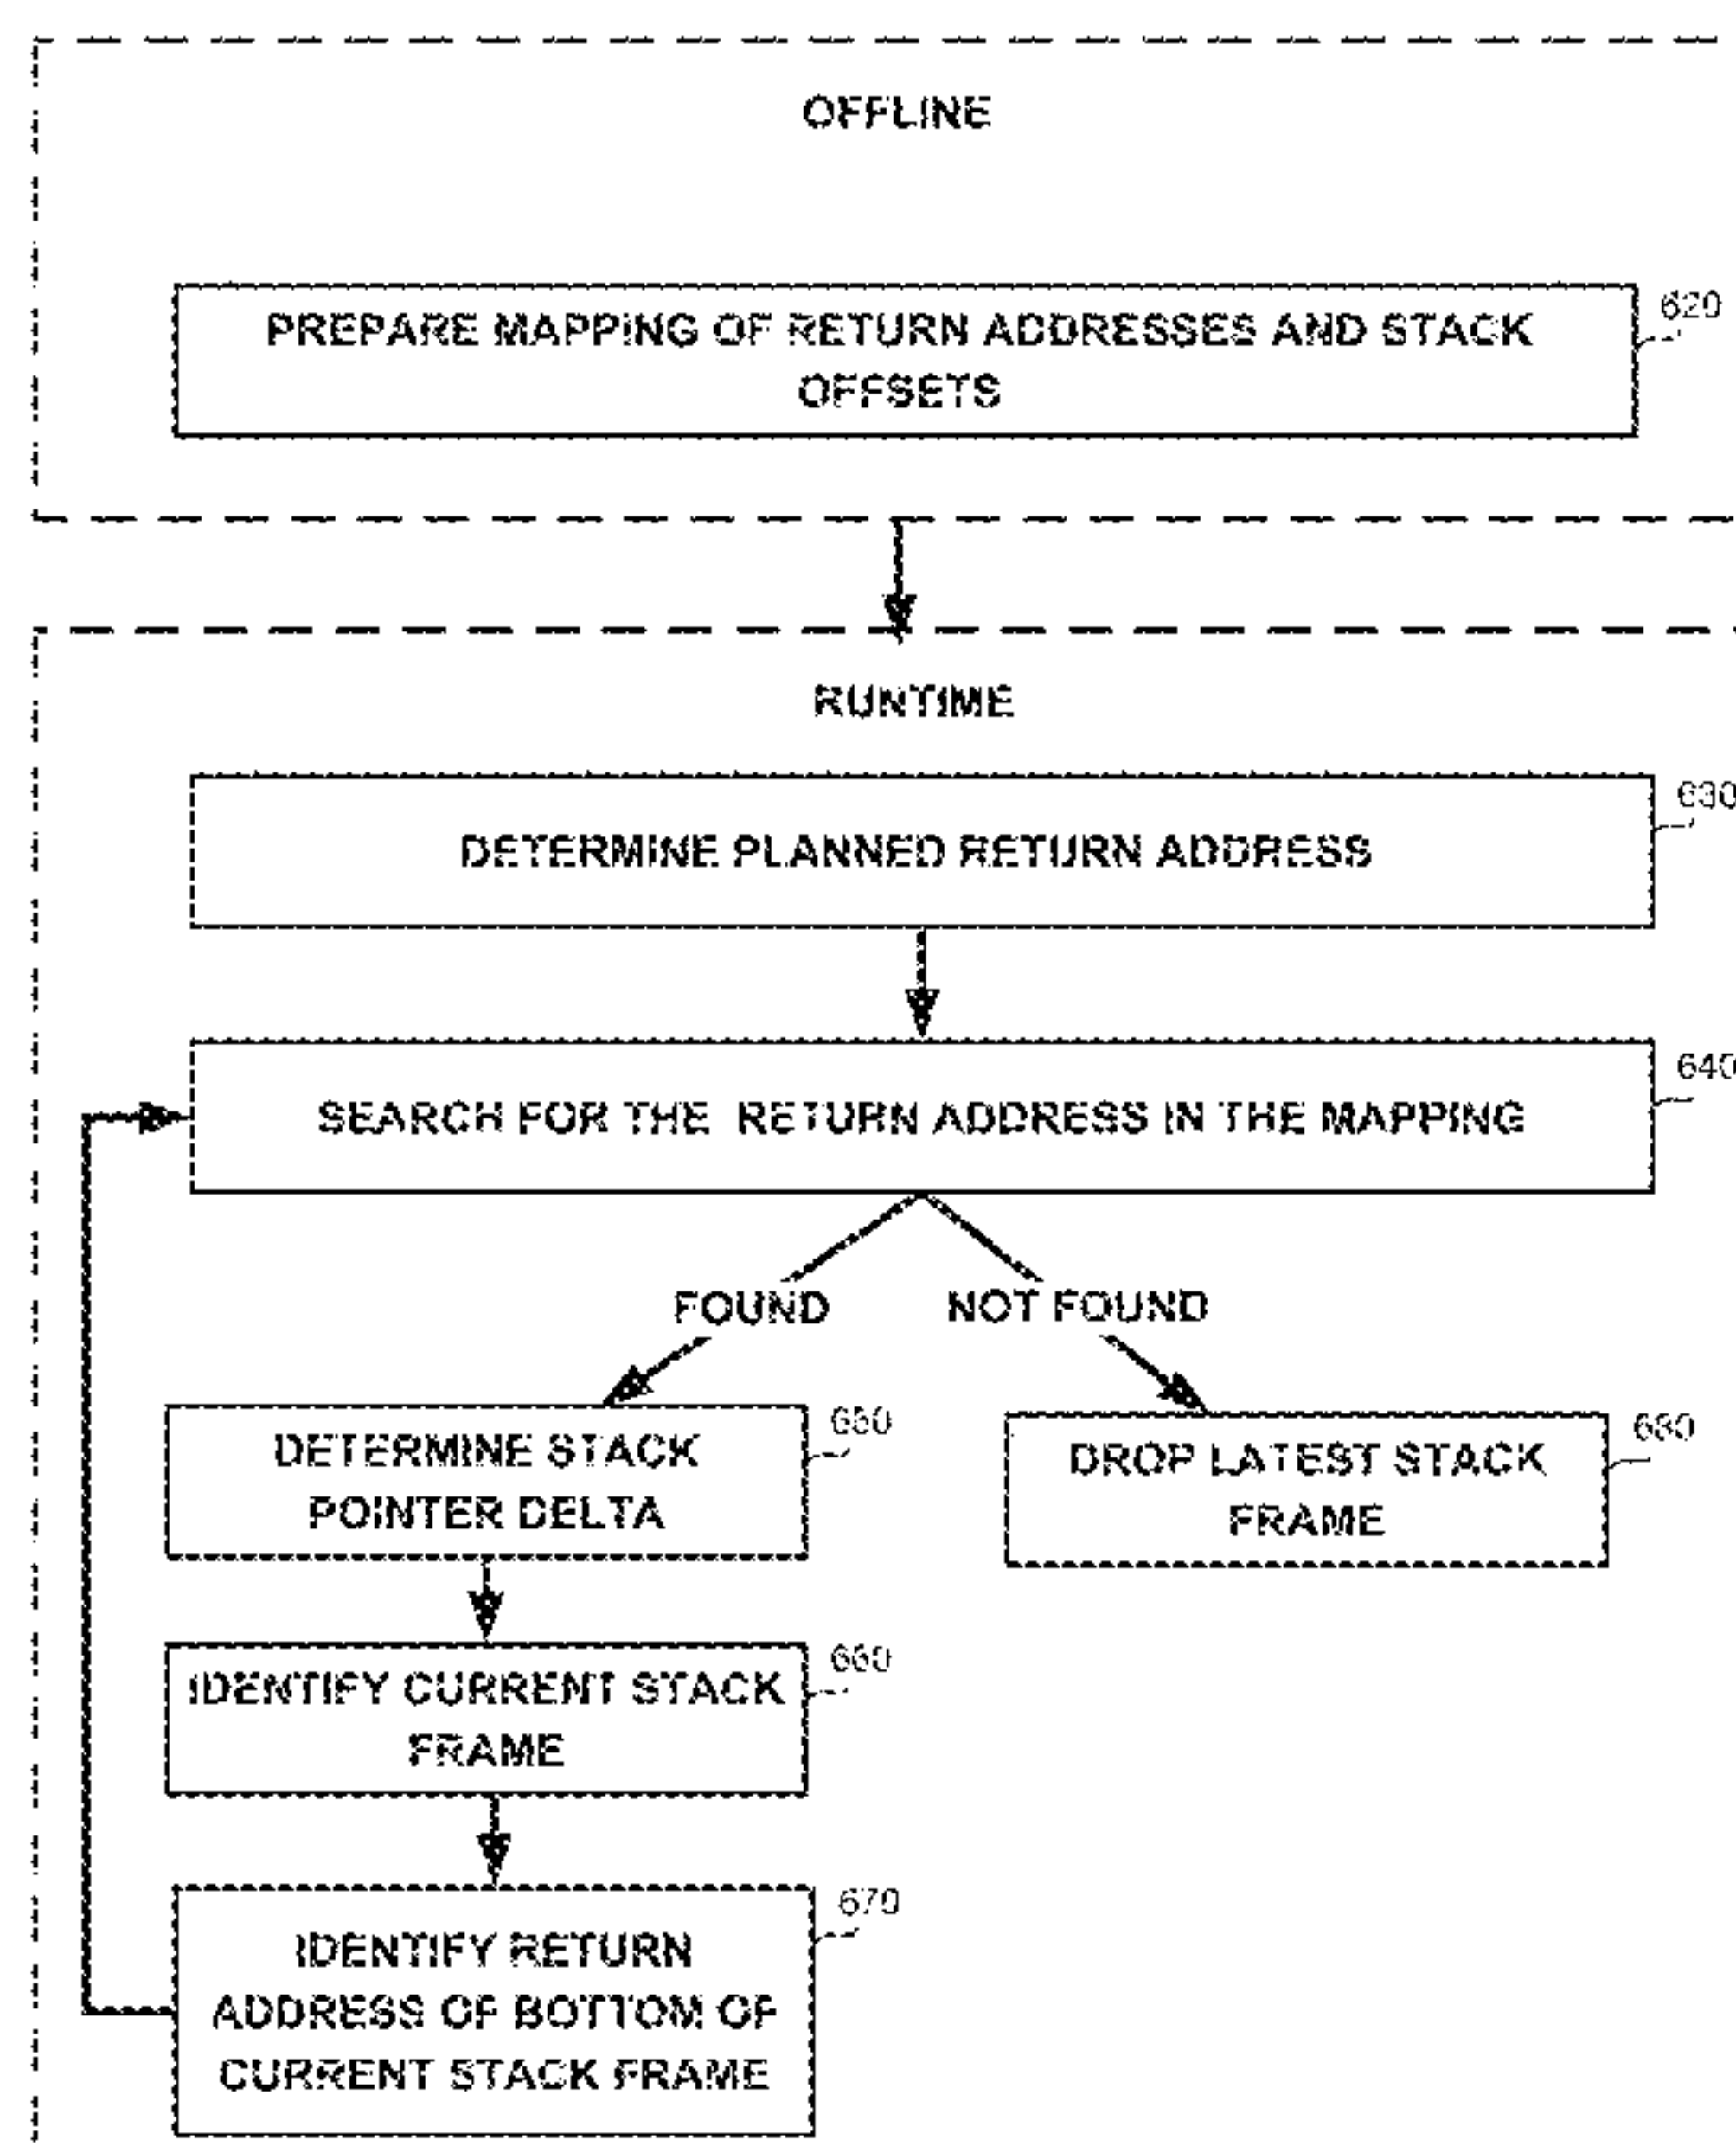 OFFLINE
PREPARE MAPPING OF RETURN ADDRESSES AND STACK
OFFSETS
620
RUNTIME
630
DETERMINE PLANNED RETURN ADDRESS
640
SEARCH FOR THE RETURN ADDRESS IN THE MAPPING
FOUND
NOT FOUND
650
DETERMINE STACK
POINTER DELTA
680
DROP LATEST STACK
FRAME
660
IDENTIFY CURRENT STACK
FRAME
670
IDENTIFY RETURN
ADDRESS OF BOTTOM OF
CURRENT STACK FRAME